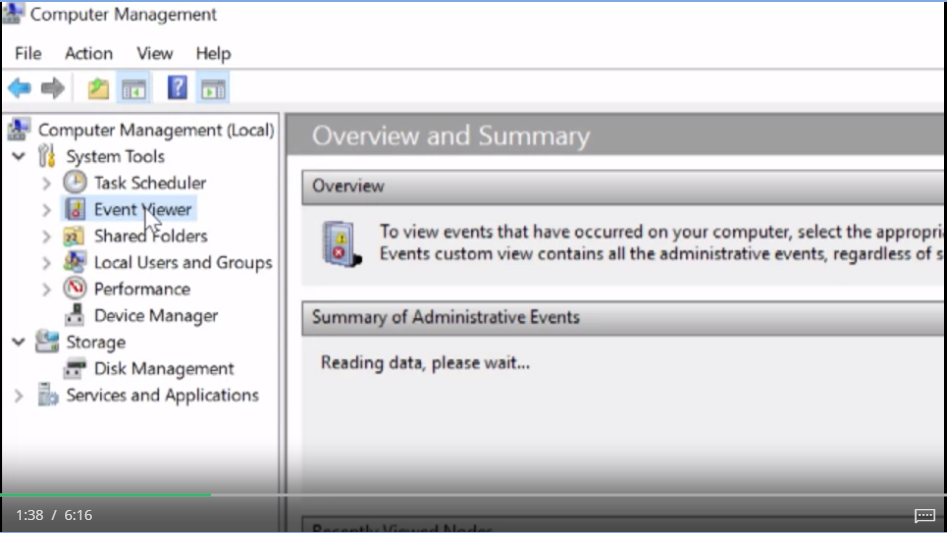 Computer Management
File Action View Help
Computer Management (Local)
System Tools
Task Scheduler
Event Viewer
Shared Folders
Local Users and Groups
Performance
Device Manager
Storage
Disk Management
Services and Applications
Overview and Summary
Overview
To view events that have occurred on your computer, select the appropri
Events custom view contains all the administrative events, regardless of s
Summary of Administrative Events
Reading data, please wait...
Recently Viewed Nodes
1:38 / 6:16